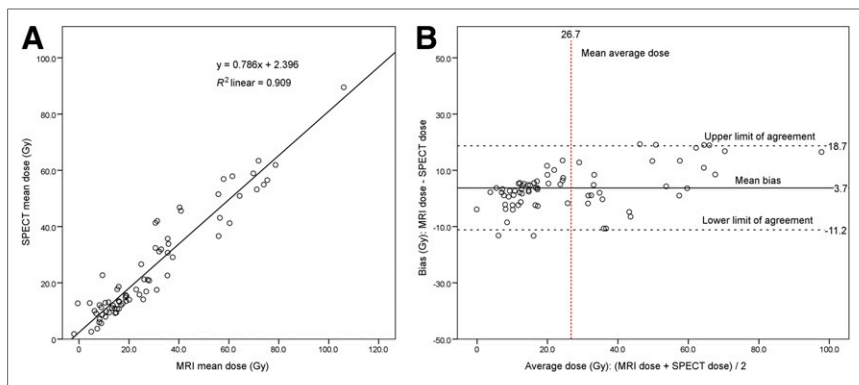 A
100.0
80.0
60.0
40.0
20.0
.0
.0 20.0 40.0 60.0 80.0 100.0 120.0
SPECT mean dose (Gy)
MRI mean dose (Gy)
y = 0.786x + 2.396
R² linear = 0.909
B
26.7
Mean average dose
50.0
30.0
10.0
-10.0
-30.0
-50.0
.0 20.0 40.0 60.0 80.0 100.0
Bias (Gy): MRI dose - SPECT dose
Average dose (Gy): (MRI dose + SPECT dose) / 2
Upper limit of agreement
18.7
Mean bias
3.7
Lower limit of agreement
-11.2